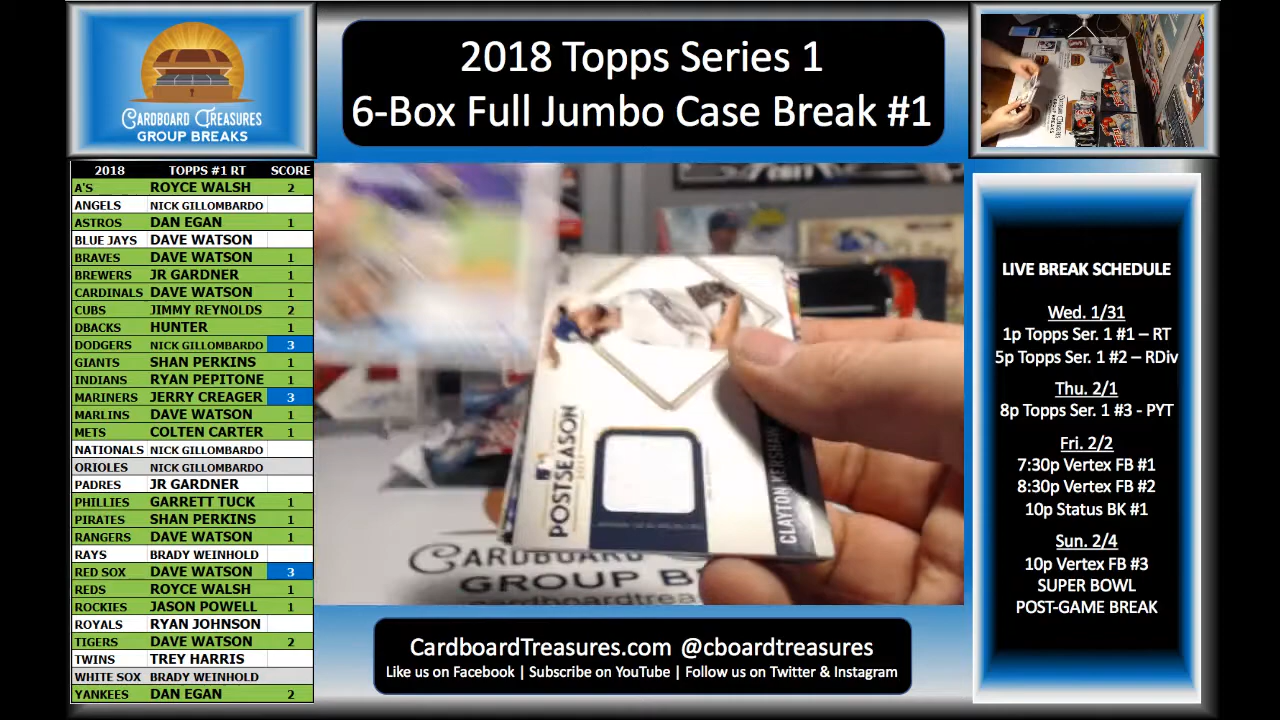 CARDBOARD TREASURES
GROUP BREAKS
2018 Topps Series 1
6-Box Full Jumbo Case Break #1
2018 TOPPS #1 RT SCORE
A'S ROYCE WALSH 2
ANGELS NICK GILLOMBARDO
ASTROS DAN EGAN 1
BLUE JAYS DAVE WATSON
BRAVES DAVE WATSON 1
BREWERS JR GARDNER 1
CARDINALS DAVE WATSON 1
CUBS JIMMY REYNOLDS 2
DBACKS HUNTER 1
DODGERS NICK GILLOMBARDO 3
GIANTS SHAN PERKINS 1
INDIANS RYAN PEPITONE 1
MARINERS JERRY CREAGER 3
MARLINS DAVE WATSON 1
METS COLTEN CARTER 1
NATIONALS NICK GILLOMBARDO
ORIOLES NICK GILLOMBARDO
PADRES JR GARDNER
PHILLIES GARRETT TUCK 1
PIRATES SHAN PERKINS 1
RANGERS DAVE WATSON 1
RAYS BRADY WEINHOLD
RED SOX DAVE WATSON 3
REDS ROYCE WALSH 1
ROCKIES JASON POWELL 1
ROYALS RYAN JOHNSON
TIGERS DAVE WATSON 2
TWINS TREY HARRIS
WHITE SOX BRADY WEINHOLD
YANKEES DAN EGAN 2
POSTSEASON
CLAYTON KERSHAW
CARDBOARD
GROUP B
cardboardtrea
LIVE BREAK SCHEDULE
Wed. 1/31
1p Topps Ser. 1 #1 – RT
5p Topps Ser. 1 #2 – RDiv
Thu. 2/1
8p Topps Ser. 1 #3 - PYT
Fri. 2/2
7:30p Vertex FB #1
8:30p Vertex FB #2
10p Status BK #1
Sun. 2/4
10p Vertex FB #3
SUPER BOWL
POST-GAME BREAK
CardboardTreasures.com @cboardtreasures
Like us on Facebook | Subscribe on YouTube | Follow us on Twitter & Instagram